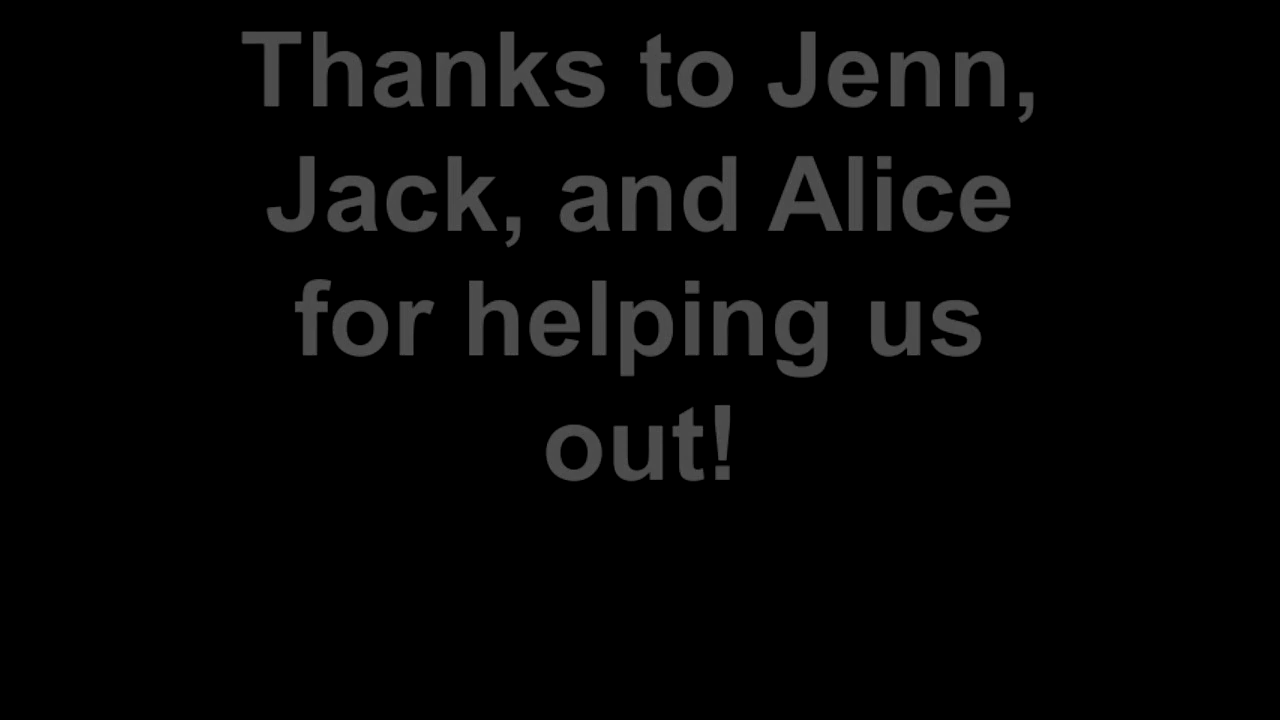 Thanks to Jenn,
Jack, and Alice
for helping us
out!